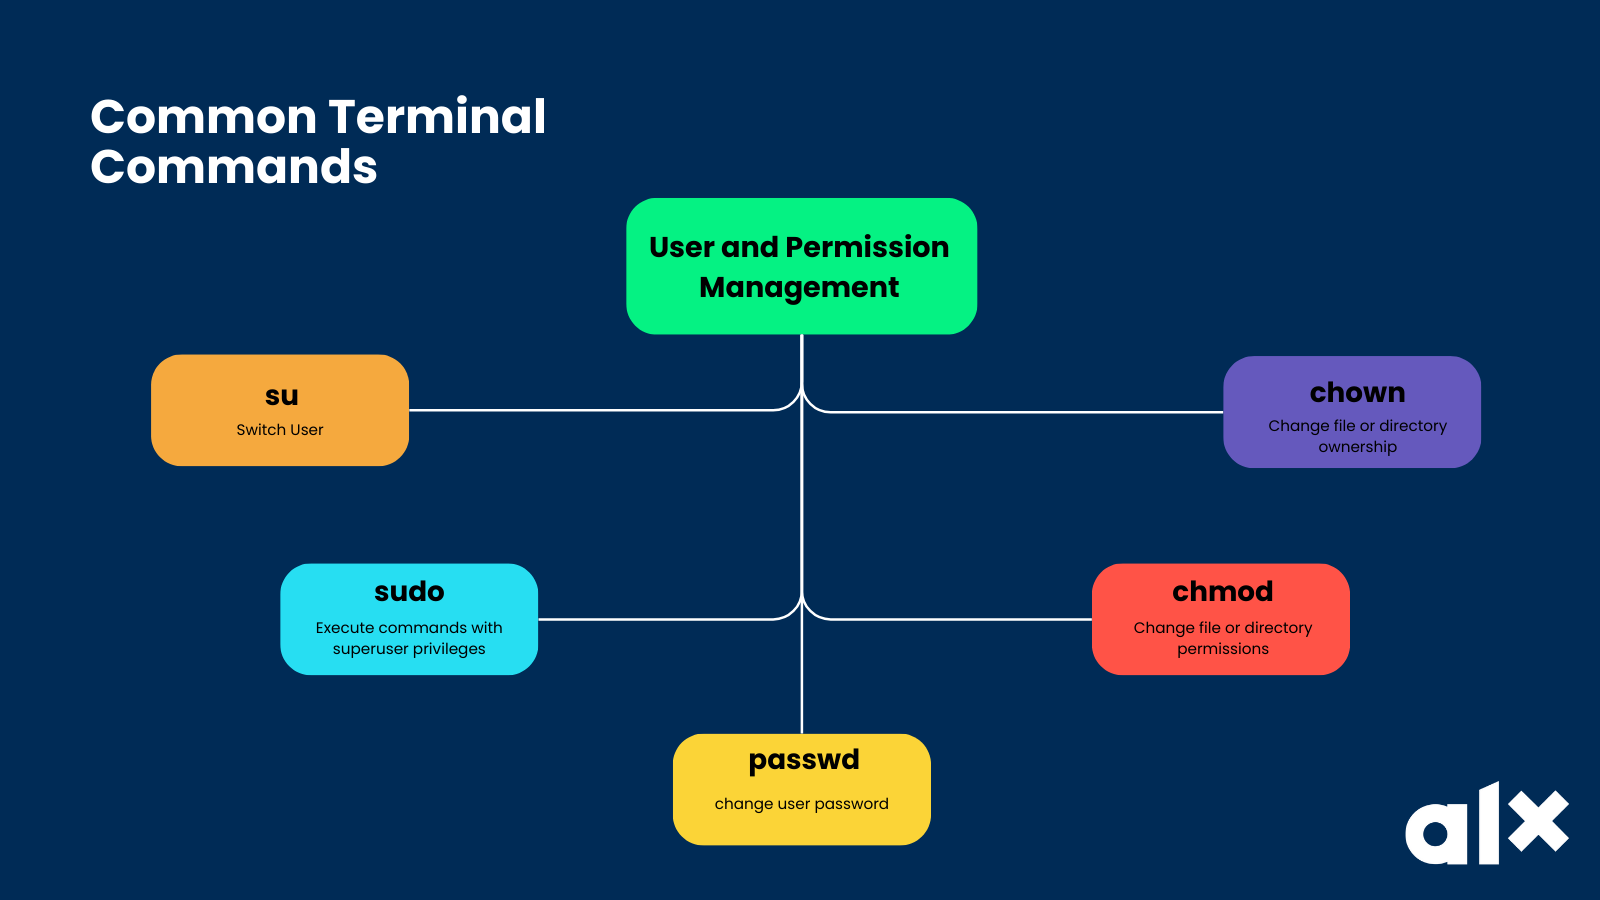 Common Terminal
Commands
User and Permission
Management
su
Switch User
chown
Change file or directory
ownership
sudo
Execute commands with
superuser privileges
chmod
Change file or directory
permissions
passwd
change user password
alx